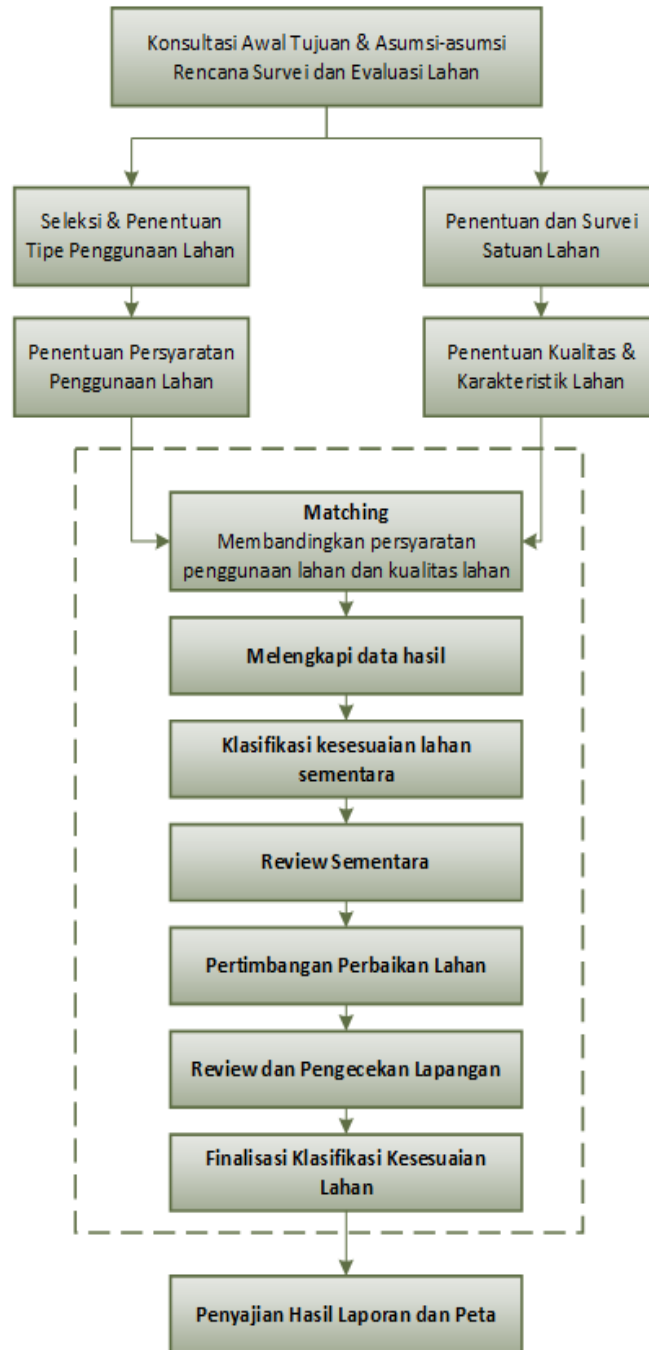 Konsultasi Awal Tujuan & Asumsi-asumsi
Rencana Survei dan Evaluasi Lahan
Seleksi & Penentuan
Tipe Penggunaan Lahan
Penentuan dan Survei
Satuan Lahan
Penentuan Persyaratan
Penggunaan Lahan
Penentuan Kualitas &
Karakteristik Lahan
Matching
Membandingkan persyaratan
penggunaan lahan dan kualitas lahan
Melengkapi data hasil
Klasifikasi kesesuaian lahan
sementara
Review Sementara
Pertimbangan Perbaikan Lahan
Review dan Pengecekan Lapangan
Finalisasi Klasifikasi Kesesuaian
Lahan
Penyajian Hasil Laporan dan Peta